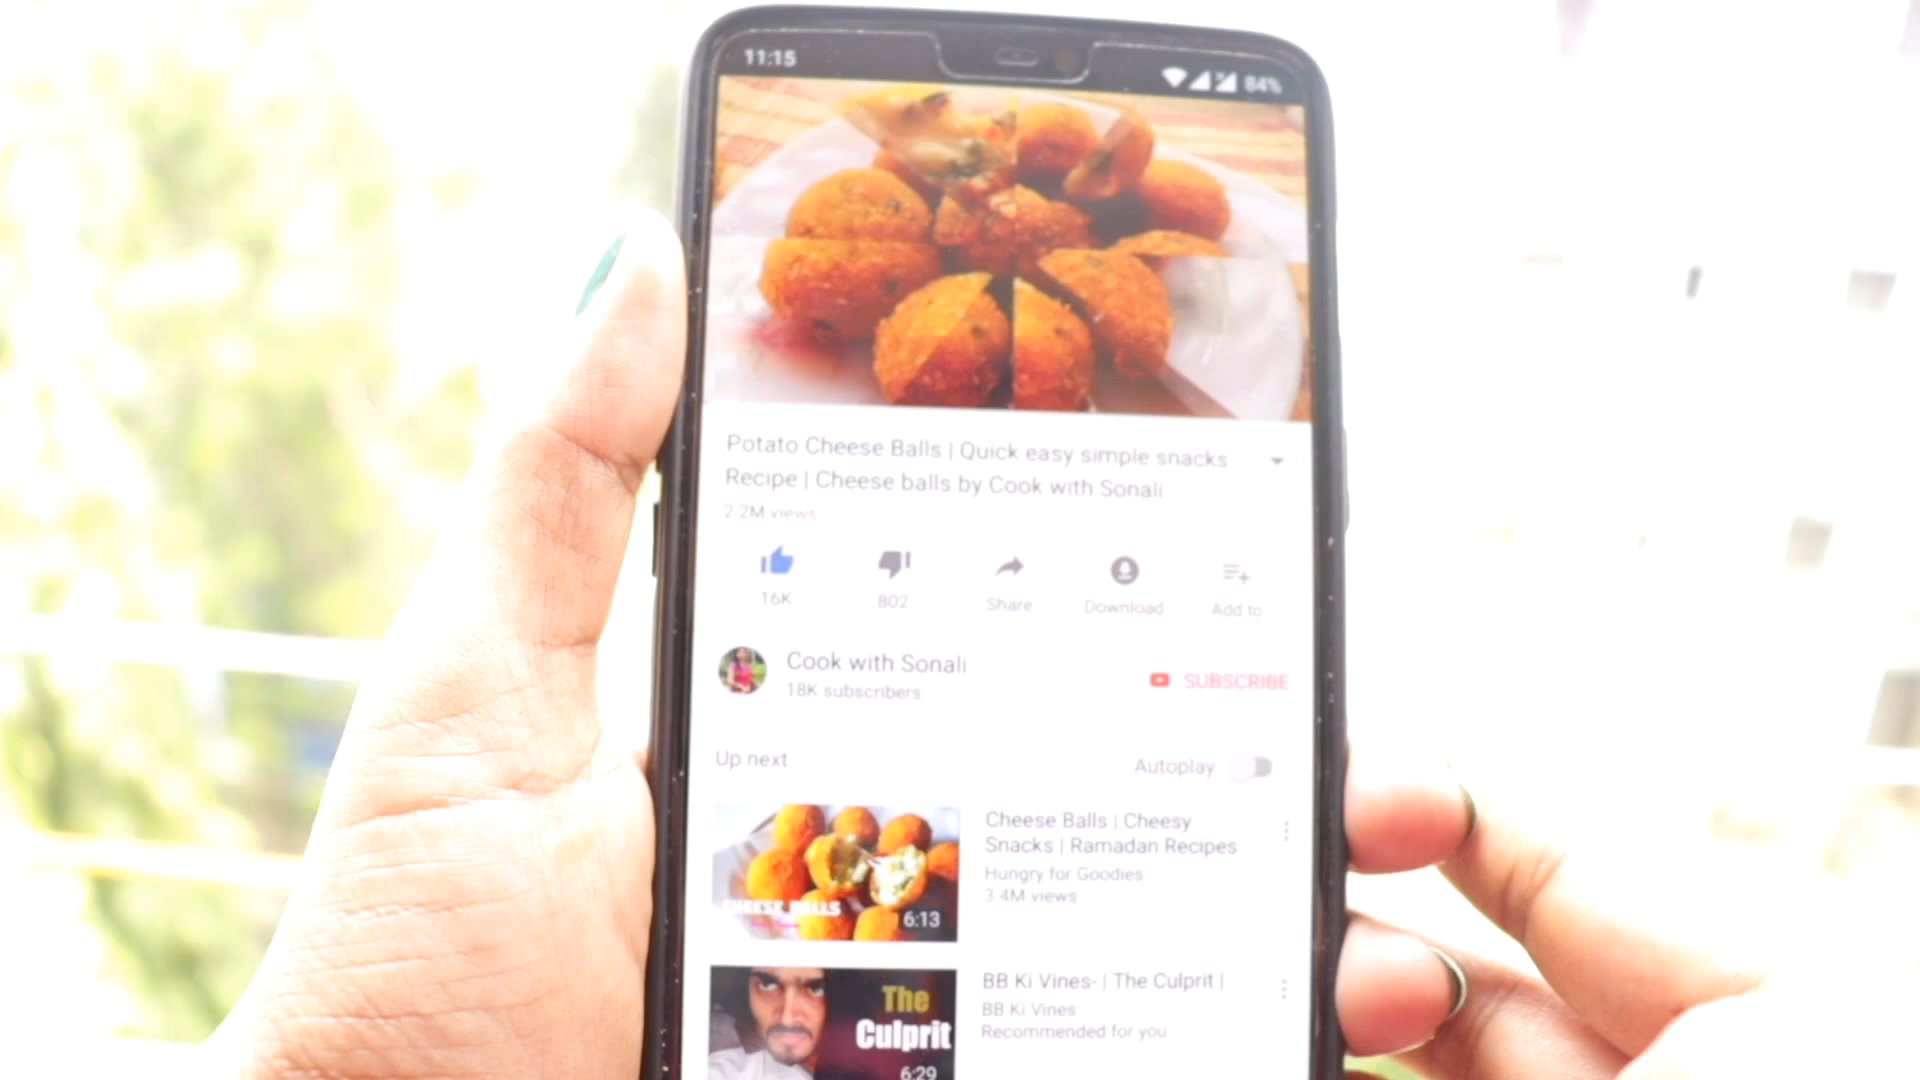 11:15
84%
Potato Cheese Balls | Quick easy simple snacks
Recipe | Cheese balls by Cook with Sonali
2.2M views
16K
802
Share
Download
Add to
Cook with Sonali
18K subscribers
SUBSCRIBE
Up next
Autoplay
Cheese Balls | Cheesy
Snacks | Ramadan Recipes
Hungry for Goodies
3.4M views
CHEESE BALLS
6:13
BB Ki Vines- | The Culprit |
BB Ki Vines
Recommended for you
The
Culprit
6:29